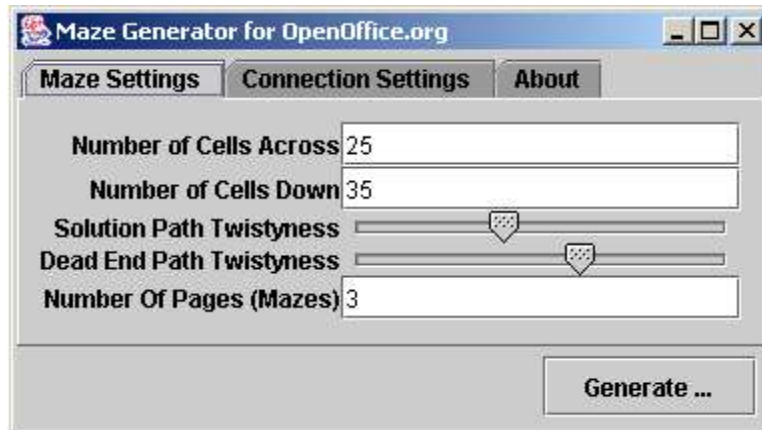 Maze Generator for OpenOffice.org
Maze Settings Connection Settings About
Number of Cells Across 25
Number of Cells Down 35
Solution Path Twistyness
Dead End Path Twistyness
Number Of Pages (Mazes) 3
Generate ...